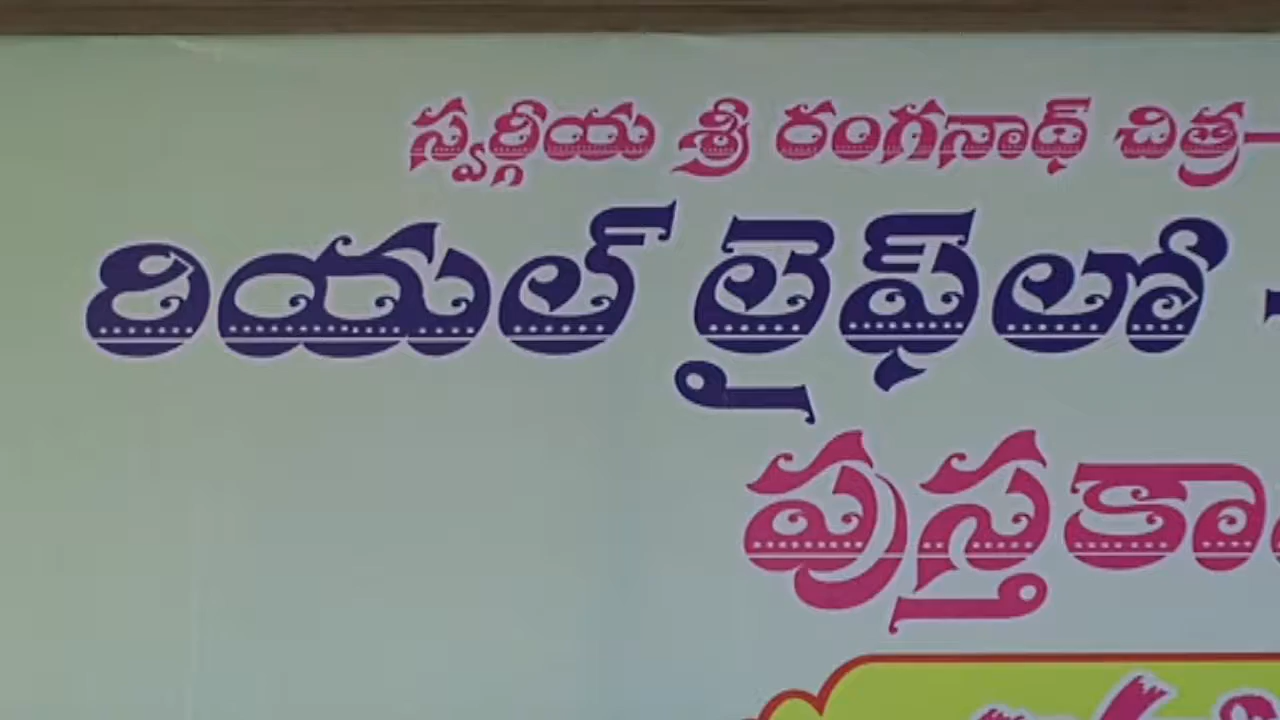 స్వర్గీయ శ్రీ రంగనాథ్ చిత్ర-
రియల్ లైఫ్‌లో
పుస్తకా